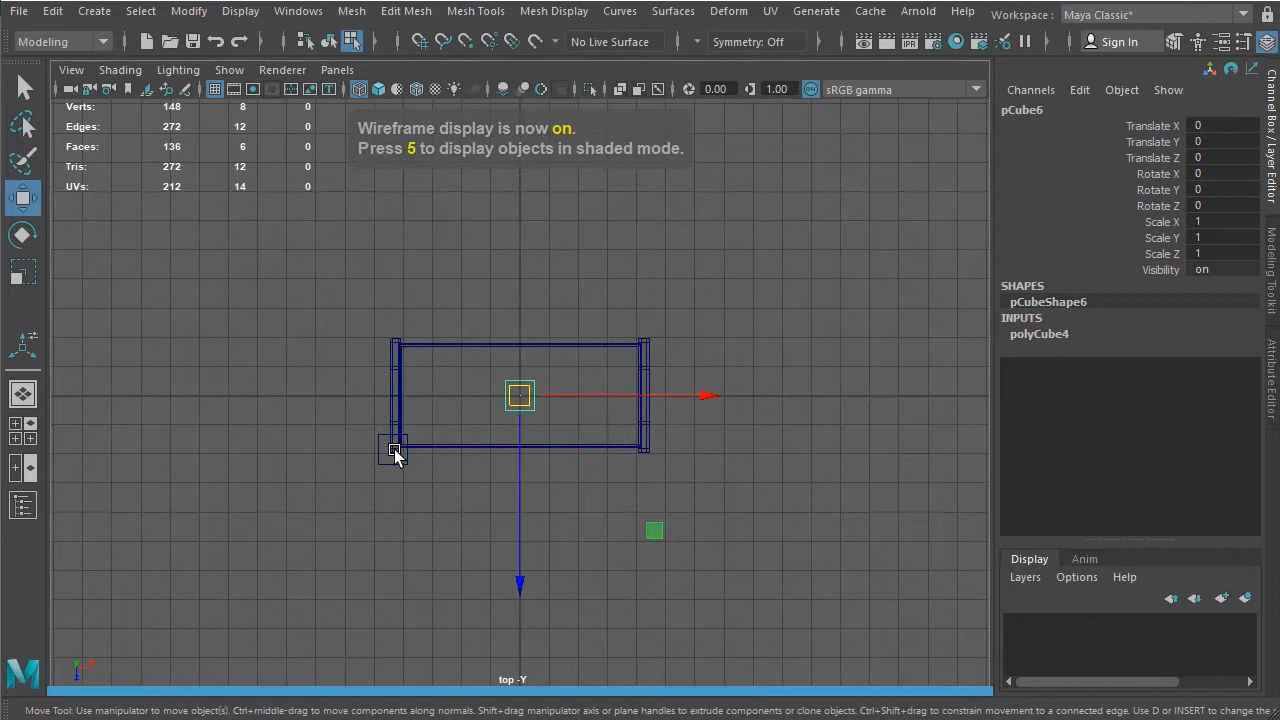 File Edit Create Select Modify Display Windows Mesh Edit Mesh Mesh Tools Mesh Display Curves Surfaces Deform UV Generate Cache Arnold Help Workspace: Maya Classic*
Modeling No Live Surface Symmetry: Off IPR Sign In
View Shading Lighting Show Renderer Panels
0.00 1.00 sRGB gamma
Verts: 148 8 0
Edges: 272 12 0
Faces: 136 6 0
Tris: 272 12 0
UVs: 212 14 0
Wireframe display is now on.
Press 5 to display objects in shaded mode.
top -Y
Channels Edit Object Show
pCube6
Translate X 0
Translate Y 0
Translate Z 0
Rotate X 0
Rotate Y 0
Rotate Z 0
Scale X 1
Scale Y 1
Scale Z 1
Visibility on
SHAPES
pCubeShape6
INPUTS
polyCube4
Display Anim
Layers Options Help
Channel Box / Layer Editor
Modeling Toolkit
Attribute Editor
Move Tool: Use manipulator to move object(s). Ctrl+middle-drag to move components along normals. Shift+drag manipulator axis or plane handles to extrude components or clone objects. Ctrl+Shift+drag to constrain movement to a connected edge. Use D or INSERT to change the